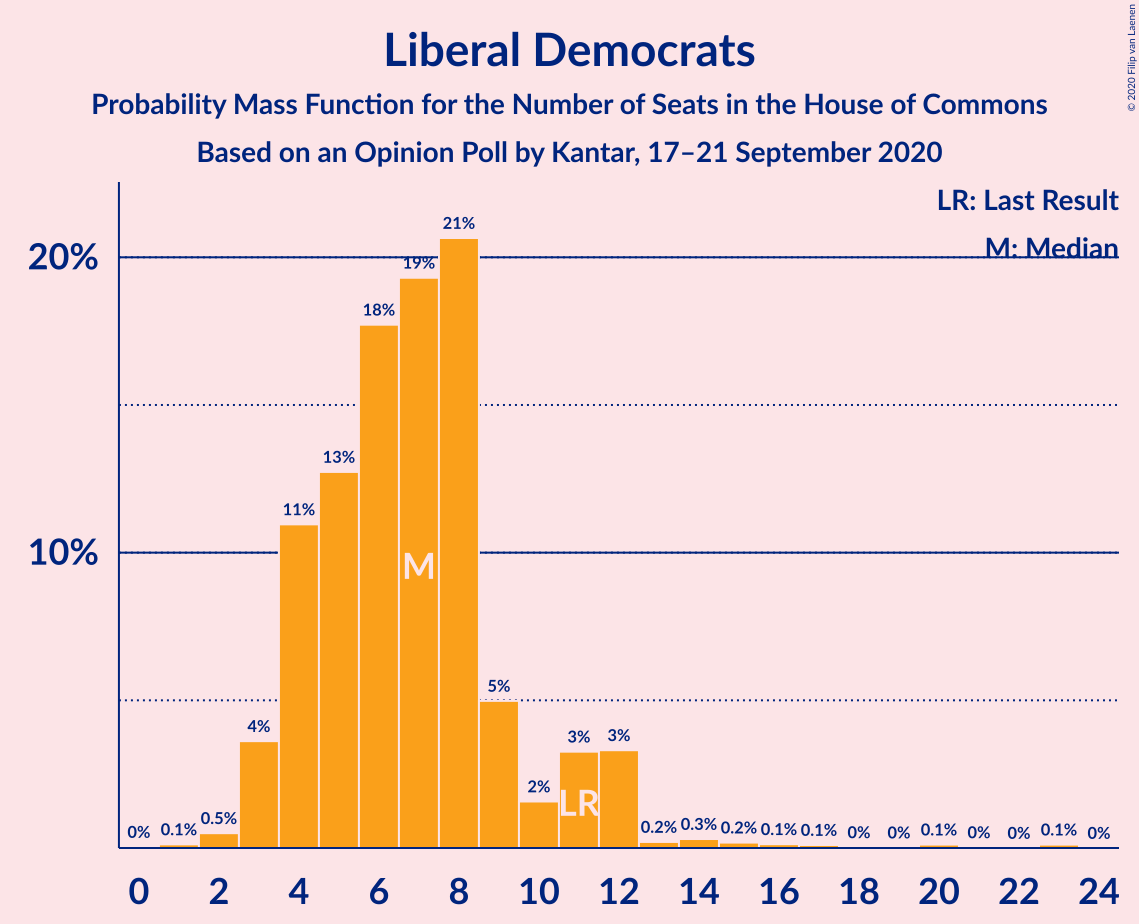 Liberal Democrats
Probability Mass Function for the Number of Seats in the House of Commons
Based on an Opinion Poll by Kantar, 17–21 September 2020
© 2020 Filip van Laenen
LR: Last Result
M: Median
20%
10%
0% 0.1% 0.5% 4% 11% 13% 18% 19% 21% 5% 2% 3% 3% 0.2% 0.3% 0.2% 0.1% 0.1% 0% 0% 0.1% 0% 0% 0.1% 0%
M
LR
0 2 4 6 8 10 12 14 16 18 20 22 24